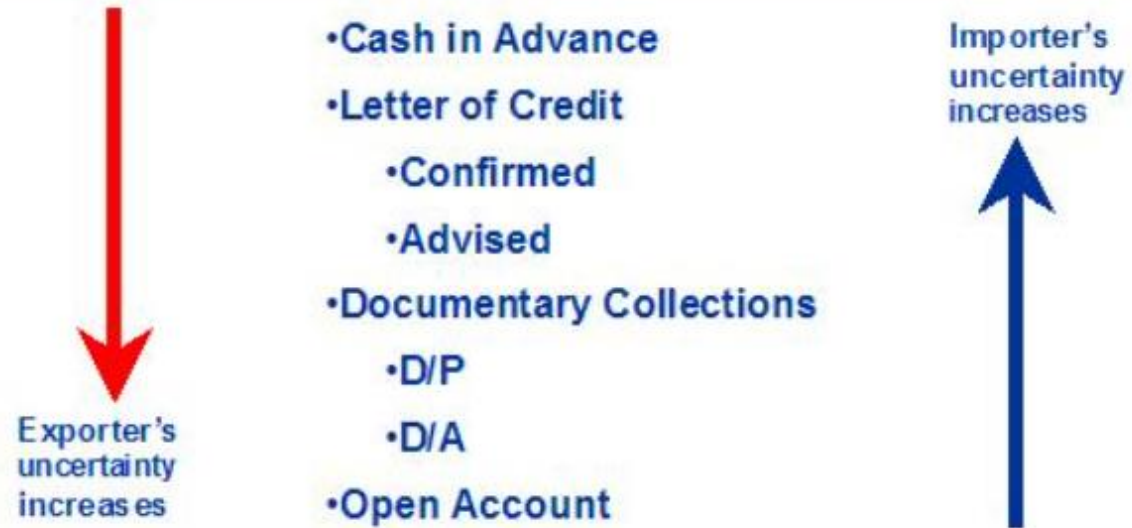 •Cash in Advance
•Letter of Credit
•Confirmed
•Advised
•Documentary Collections
•D/P
•D/A
•Open Account
Exporter's
uncertainty
increases
Importer's
uncertainty
increases